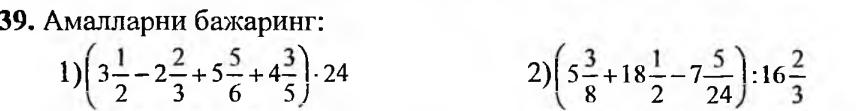 39. Амалларни бажаринг:
1)(3 1/2 − 2 2/3 + 5 5/6 + 4 3/5) · 24 2)(5 3/8 + 18 1/2 − 7 5/24) : 16 2/3